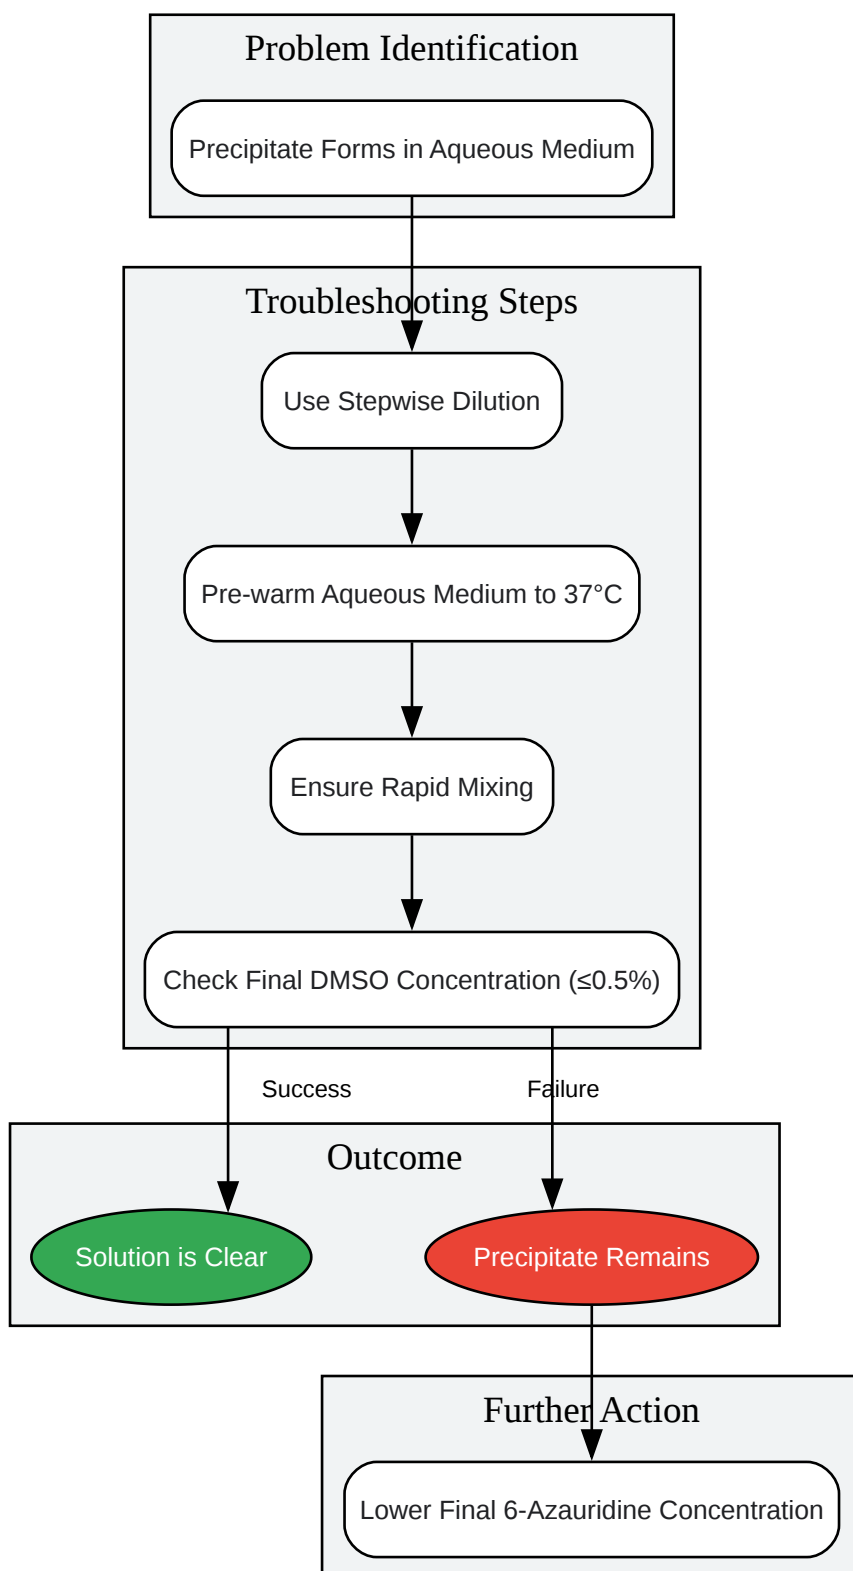 Problem Identification
Precipitate Forms in Aqueous Medium
Troubleshooting Steps
Use Stepwise Dilution
Pre-warm Aqueous Medium to 37°C
Ensure Rapid Mixing
Check Final DMSO Concentration (≤0.5%)
Success
Failure
Outcome
Solution is Clear
Precipitate Remains
Further Action
Lower Final 6-Azauridine Concentration